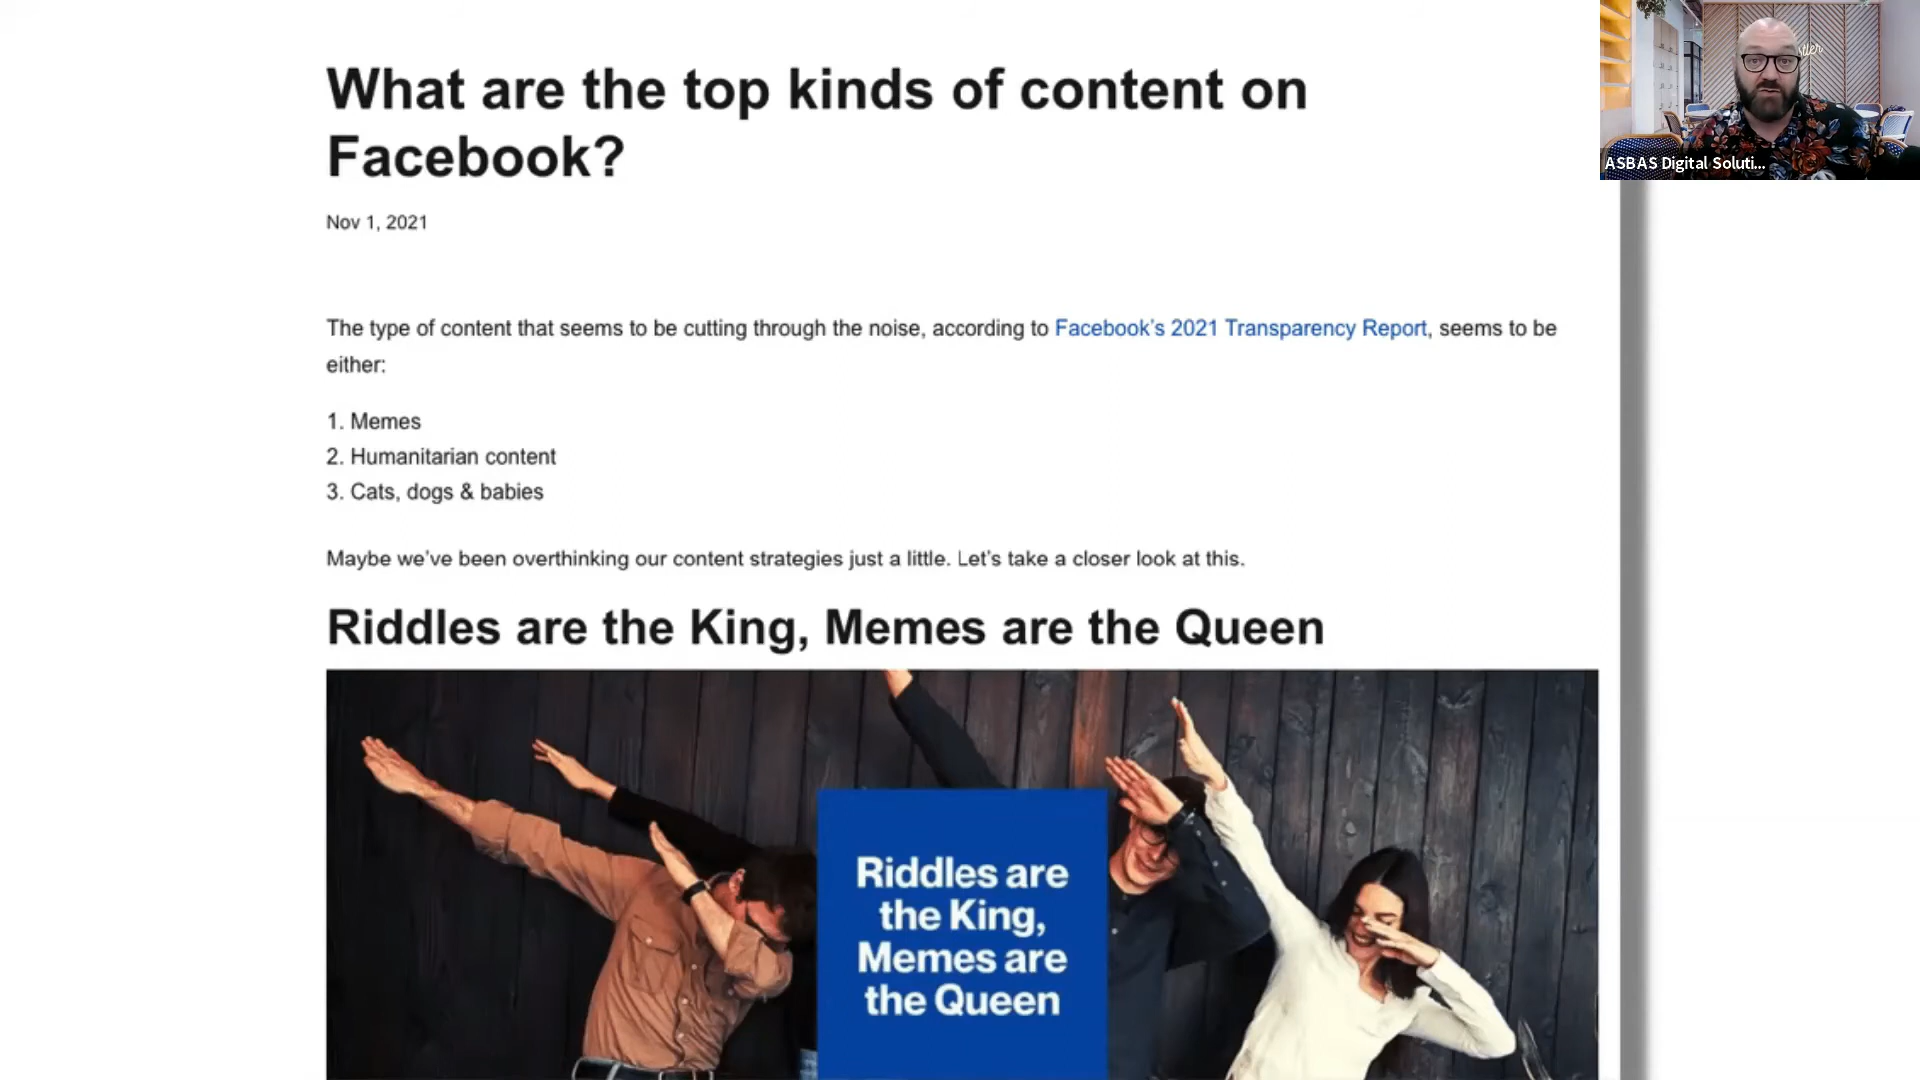 What are the top kinds of content on
Facebook?
Nov 1, 2021
The type of content that seems to be cutting through the noise, according to Facebook’s 2021 Transparency Report, seems to be
either:
1. Memes
2. Humanitarian content
3. Cats, dogs & babies
Maybe we’ve been overthinking our content strategies just a little. Let’s take a closer look at this.
Riddles are the King, Memes are the Queen
Riddles are
the King,
Memes are
the Queen
ASBAS Digital Soluti...